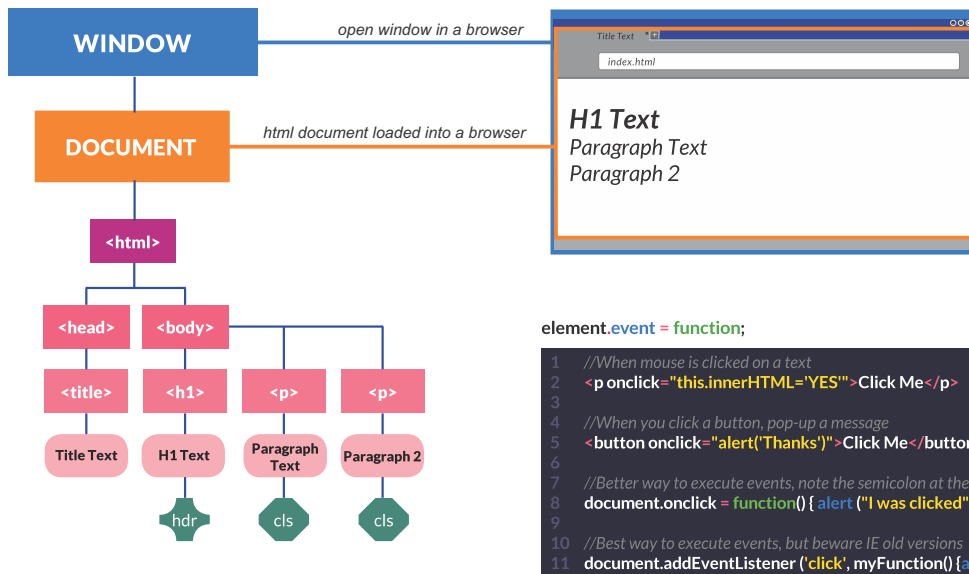 WINDOW
open window in a browser
Title Text
index.html
DOCUMENT
html document loaded into a browser
H1 Text
Paragraph Text
Paragraph 2
<html>
<head>
<body>
<title>
<h1>
<p>
<p>
Title Text
H1 Text
Paragraph
Text
Paragraph 2
hdr
cls
cls
element.event = function;
1 //When mouse is clicked on a text
2 <p onclick="this.innerHTML='YES'">Click Me</p>
3
4 //When you click a button, pop-up a message
5 <button onclick="alert('Thanks')">Click Me</button
6
7 //Better way to execute events, note the semicolon at the
8 document.onclick = function() { alert ("I was clicked"
9
10 //Best way to execute events, but beware IE old versions
11 document.addEventListener ('click', myFunction() {a